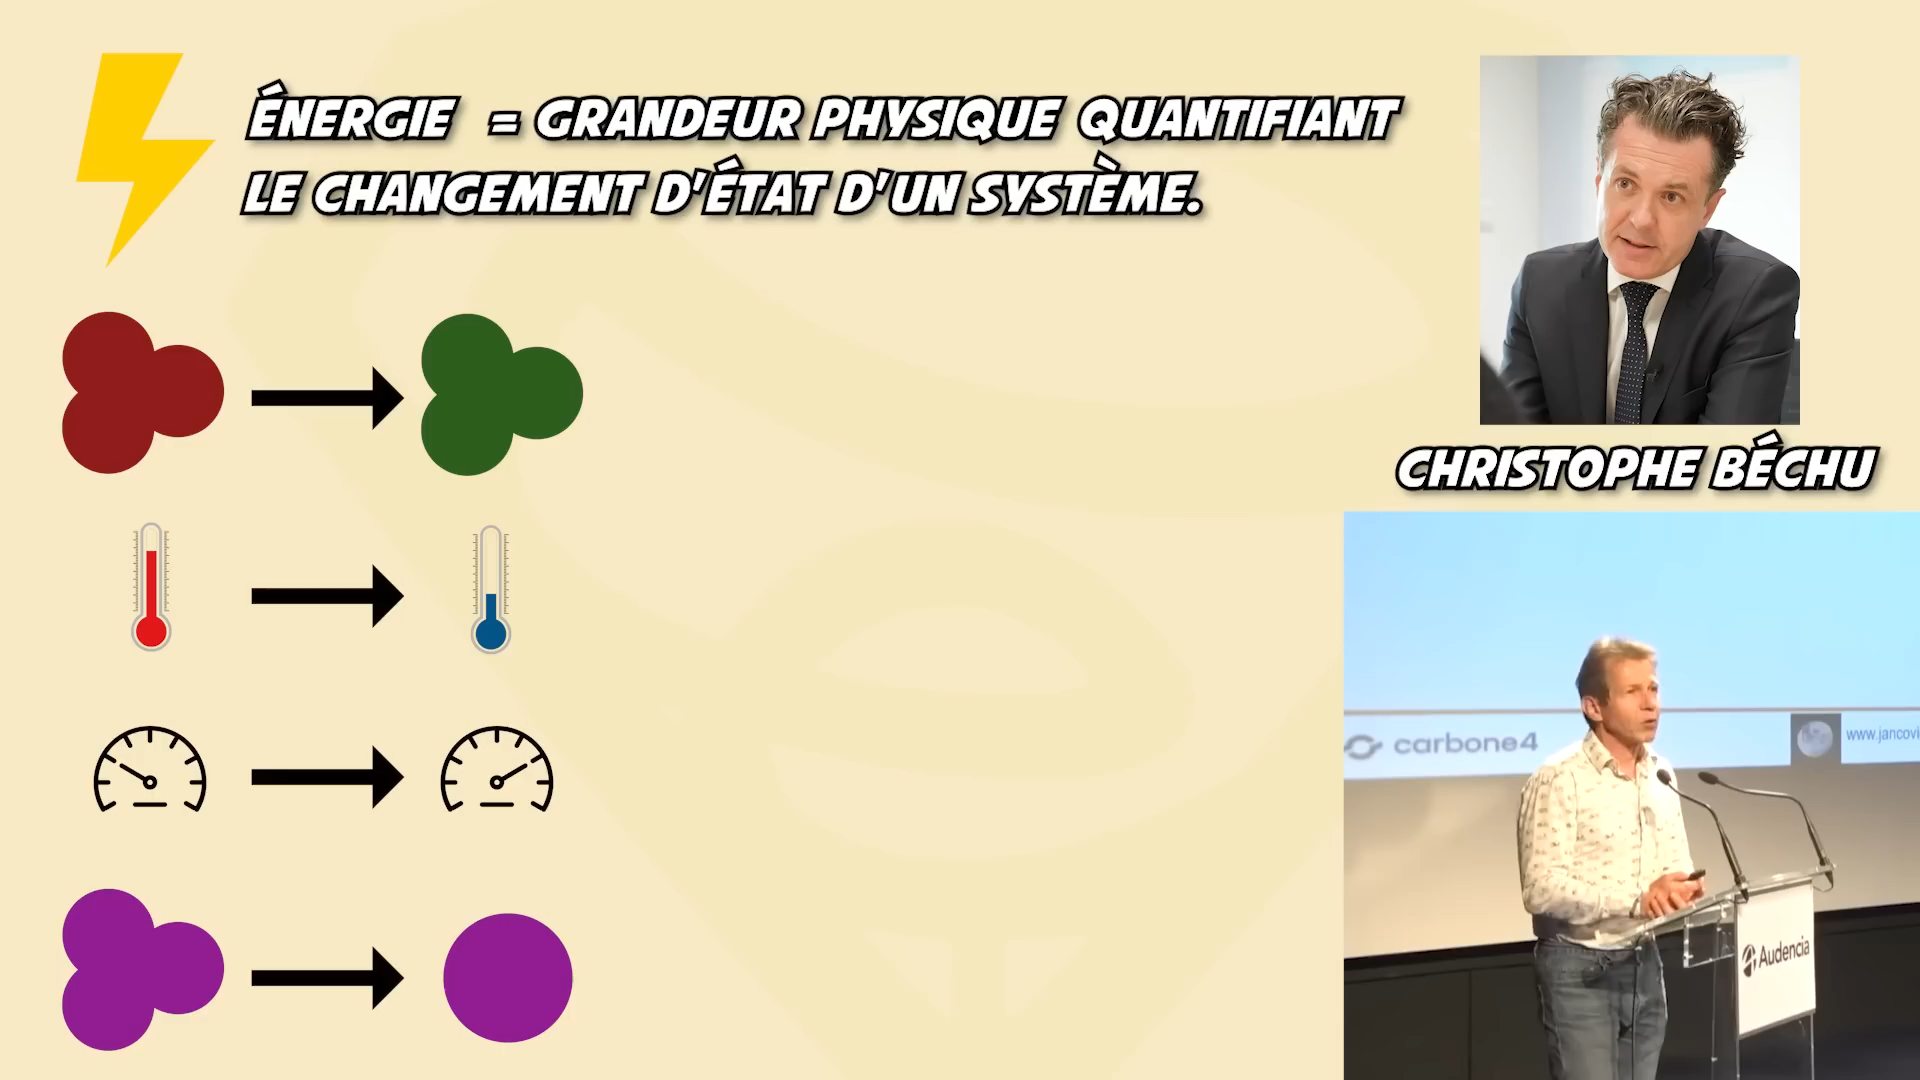 ÉNERGIE = GRANDEUR PHYSIQUE QUANTIFIANT
LE CHANGEMENT D'ÉTAT D'UN SYSTÈME.
CHRISTOPHE BÉCHU
carbone4
www.jancovi
Audencia